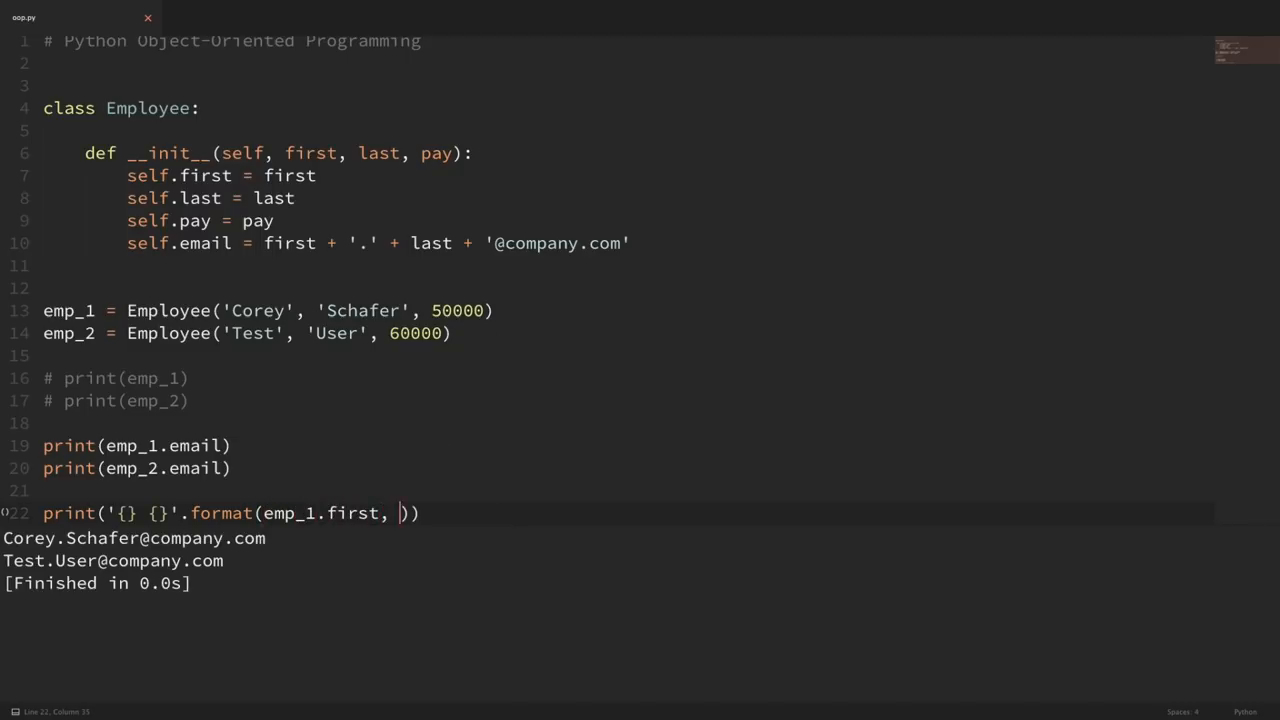 oop.py
1 # Python Object-Oriented Programming
2
3
4 class Employee:
5
6     def __init__(self, first, last, pay):
7         self.first = first
8         self.last = last
9         self.pay = pay
10         self.email = first + '.' + last + '@company.com'
11
12
13 emp_1 = Employee('Corey', 'Schafer', 50000)
14 emp_2 = Employee('Test', 'User', 60000)
15
16 # print(emp_1)
17 # print(emp_2)
18
19 print(emp_1.email)
20 print(emp_2.email)
21
22 print('{} {}'.format(emp_1.first, ))
Corey.Schafer@company.com
Test.User@company.com
[Finished in 0.0s]
Line 22, Column 35
Spaces: 4
Python